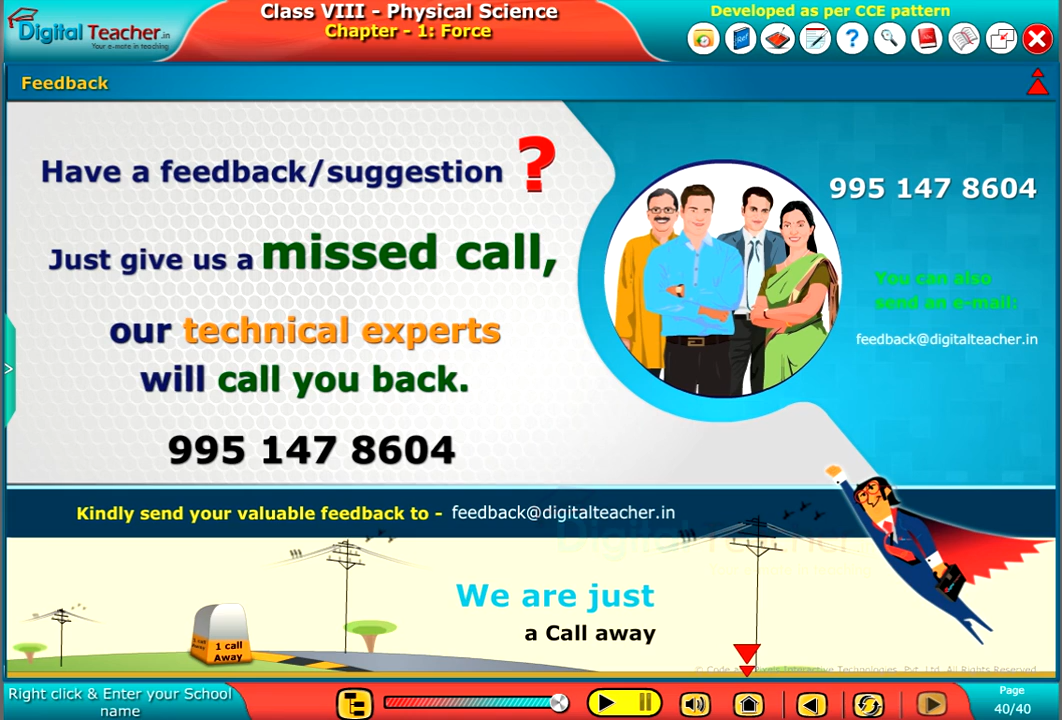 Digital Teacher.in
Your e-mate in teaching
Class VIII - Physical Science
Chapter - 1: Force
Developed as per CCE pattern
Ref
?
Feedback
Have a feedback/suggestion ?
Just give us a missed call,
our technical experts
will call you back.
995 147 8604
995 147 8604
You can also
send an e-mail:
feedback@digitalteacher.in
Kindly send your valuable feedback to - feedback@digitalteacher.in
Digital Teacher
We are just
a Call away
1 call
Away
Right click & Enter your School
name
Page
40/40